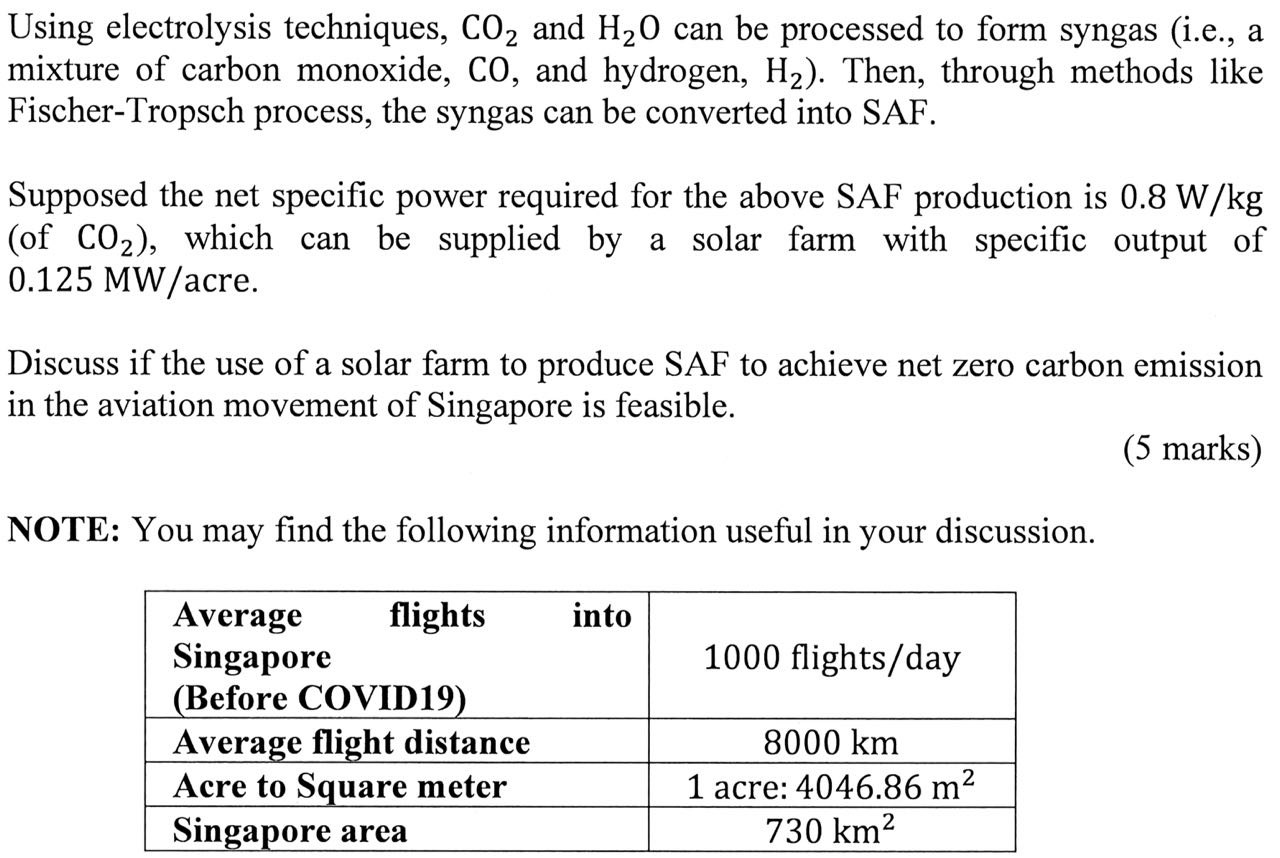 Using electrolysis techniques, CO₂ and H₂O can be processed to form syngas (i.e., a
mixture of carbon monoxide, CO, and hydrogen, H₂). Then, through methods like
Fischer-Tropsch process, the syngas can be converted into SAF.
Supposed the net specific power required for the above SAF production is 0.8 W/kg
(of CO₂), which can be supplied by a solar farm with specific output of
0.125 MW/acre.
Discuss if the use of a solar farm to produce SAF to achieve net zero carbon emission
in the aviation movement of Singapore is feasible.
(5 marks)
NOTE: You may find the following information useful in your discussion.
Average flights into
Singapore
(Before COVID19)
1000 flights/day
Average flight distance
8000 km
Acre to Square meter
1 acre: 4046.86 m²
Singapore area
730 km²